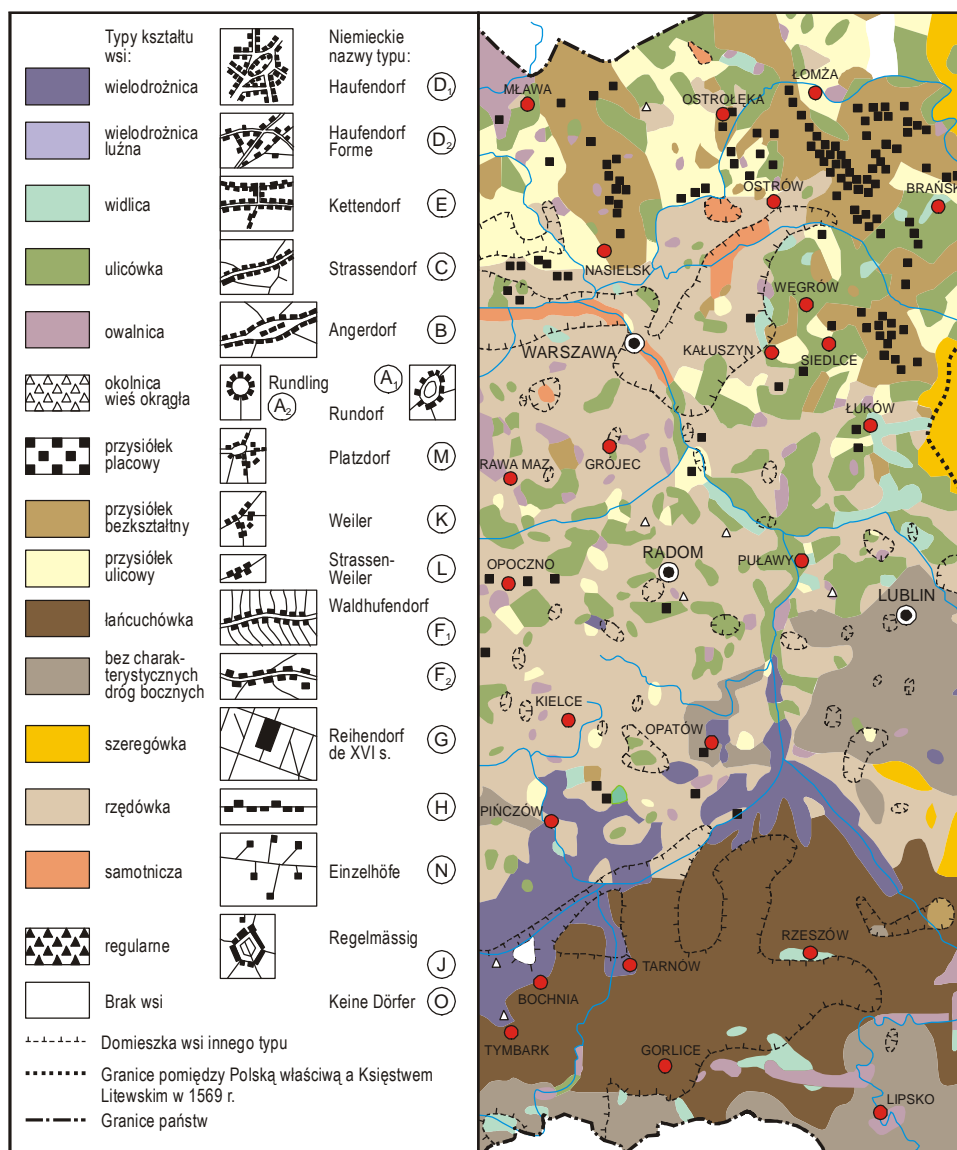 Typy kształtu
wsi:
Niemieckie
nazwy typu:
wielodrożnica
Haufendorf
D₁
wielodrożnica
luźna
Haufendorf
Forme
D₂
widlica
Kettendorf
E
ulicówka
Strassendorf
C
owalnica
Angerdorf
B
okolnica
wieś okrągła
Rundling
A₂
A₁
Rundorf
przysiółek
placowy
Platzdorf
M
przysiółek
bezkształtny
Weiler
K
przysiółek
ulicowy
Strassen-
Weiler
L
łańcuchówka
Waldhufendorf
F₁
bez charak-
terystycznych
dróg bocznych
F₂
szeregówka
Reihendorf
de XVI s.
G
rzędówka
H
samotnicza
Einzelhöfe
N
regularne
Regelmässig
J
Brak wsi
Keine Dörfer
O
Domieszka wsi innego typu
Granice pomiędzy Polską właściwą a Księstwem
Litewskim w 1569 r.
Granice państw
MŁAWA
OSTROŁĘKA
ŁOMŻA
OSTRÓW
BRAŃSK
NASIELSK
WĘGRÓW
WARSZAWA
KAŁUSZYN
SIEDLCE
ŁUKÓW
RAWA MAZ.
GRÓJEC
OPOCZNO
RADOM
PUŁAWY
LUBLIN
KIELCE
OPATÓW
PIŃCZÓW
RZESZÓW
TARNÓW
BOCHNIA
TYMBARK
GORLICE
LIPSKO